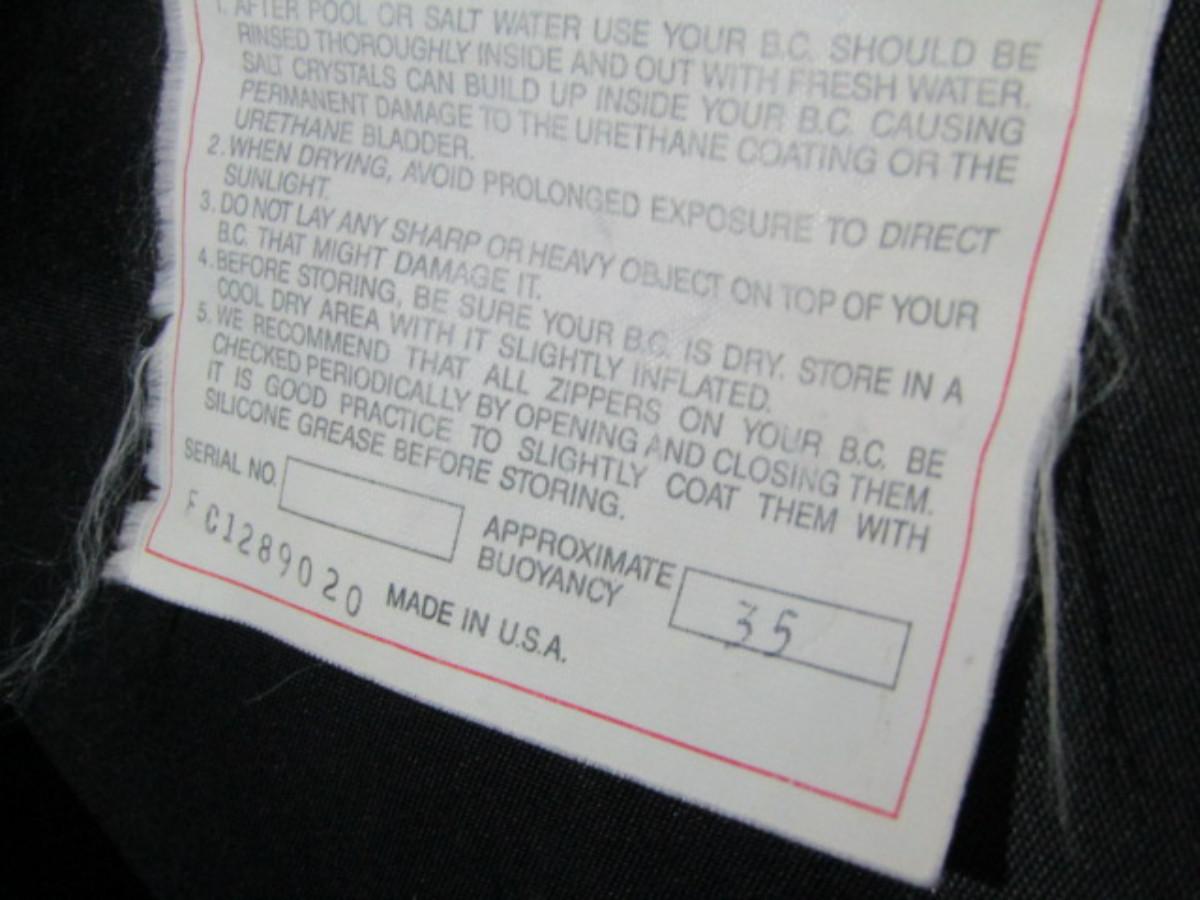 1. AFTER POOL OR SALT WATER USE YOUR B.C. SHOULD BE
RINSED THOROUGHLY INSIDE AND OUT WITH FRESH WATER.
SALT CRYSTALS CAN BUILD UP INSIDE YOUR B.C. CAUSING
PERMANENT DAMAGE TO THE URETHANE COATING OR THE
URETHANE BLADDER.
2. WHEN DRYING, AVOID PROLONGED EXPOSURE TO DIRECT
SUNLIGHT.
3. DO NOT LAY ANY SHARP OR HEAVY OBJECT ON TOP OF YOUR
B.C. THAT MIGHT DAMAGE IT.
4. BEFORE STORING, BE SURE YOUR B.C. IS DRY. STORE IN A
COOL DRY AREA WITH IT SLIGHTLY INFLATED.
5. WE RECOMMEND THAT ALL ZIPPERS ON YOUR B.C. BE
CHECKED PERIODICALLY BY OPENING AND CLOSING THEM.
IT IS GOOD PRACTICE TO SLIGHTLY COAT THEM WITH
SILICONE GREASE BEFORE STORING.
SERIAL NO.
FC1289020
APPROXIMATE
BUOYANCY
35
MADE IN U.S.A.